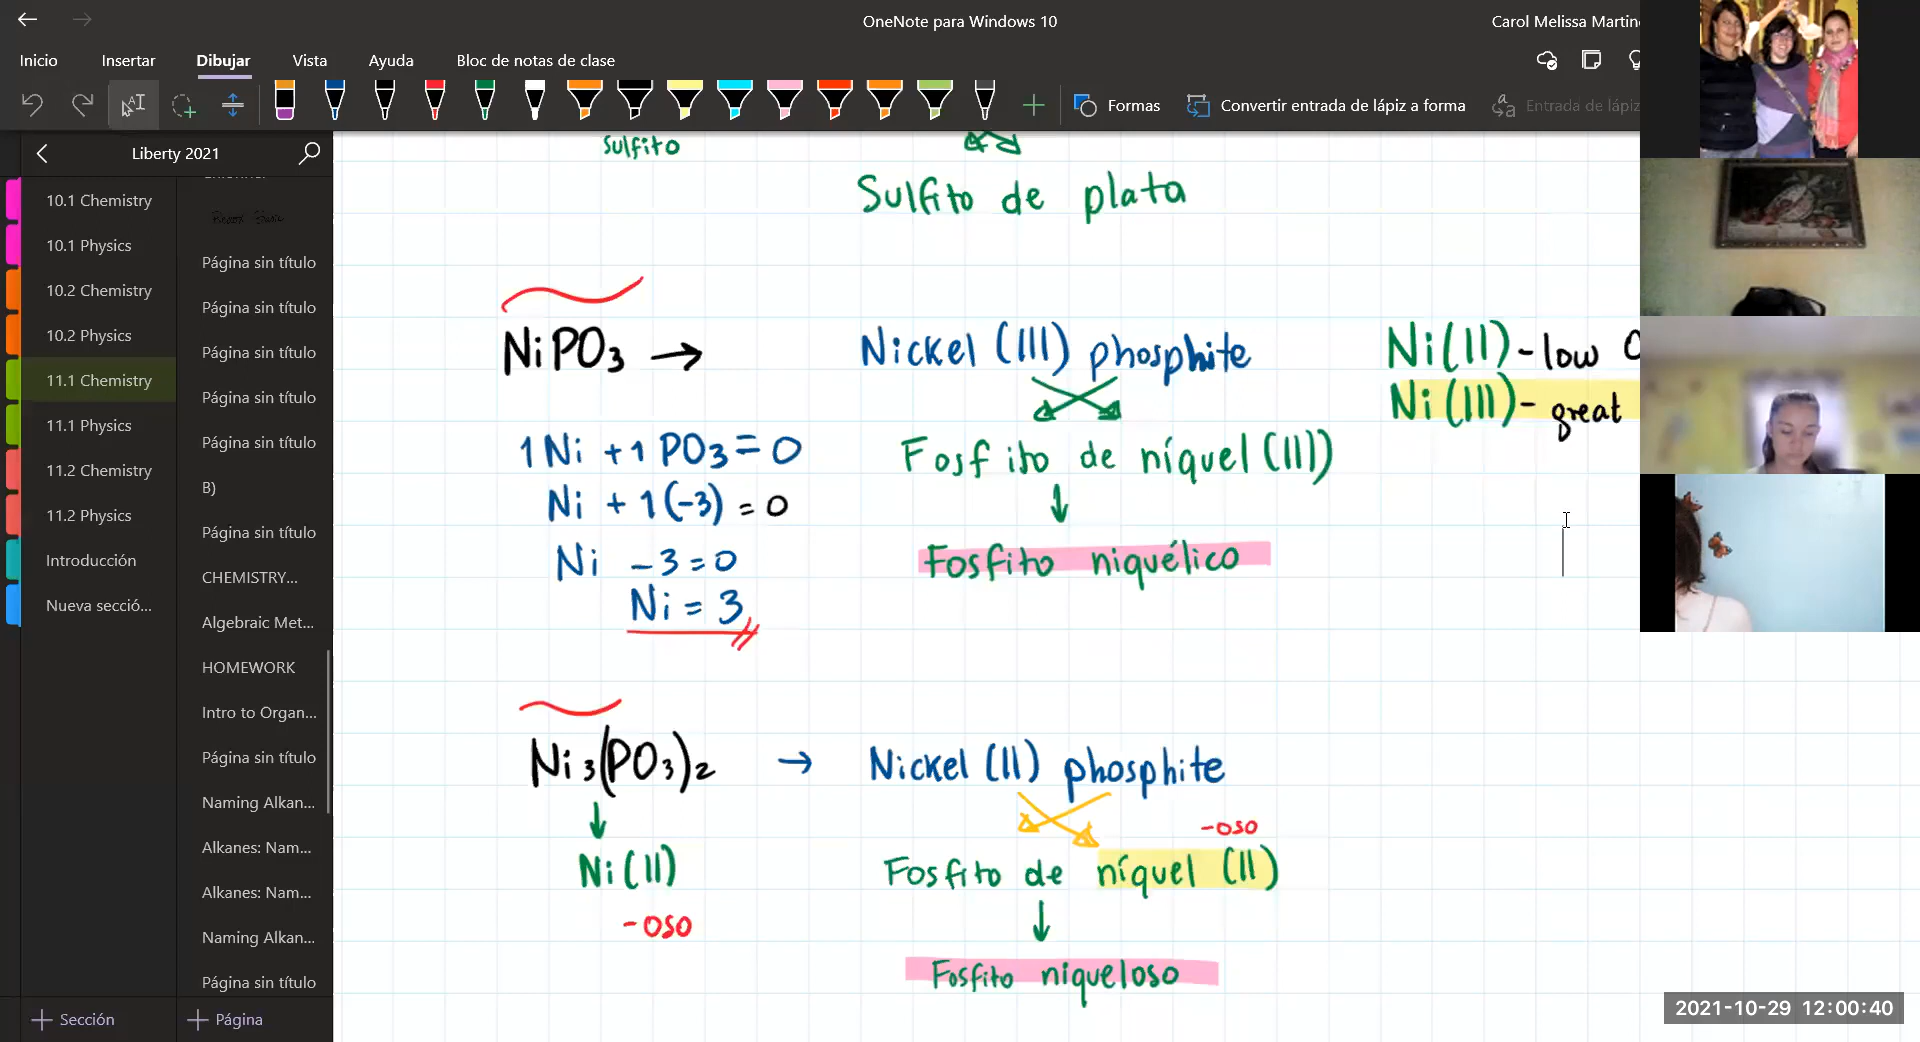 OneNote para Windows 10
Carol Melissa Martine
Inicio
Insertar
Dibujar
Vista
Ayuda
Bloc de notas de clase
Formas
Convertir entrada de lápiz a forma
Entrada de lápiz
Liberty 2021
10.1 Chemistry
10.1 Physics
10.2 Chemistry
10.2 Physics
11.1 Chemistry
11.1 Physics
11.2 Chemistry
11.2 Physics
Introducción
Nueva secció...
Sección
Página sin título
Página sin título
Página sin título
Página sin título
Página sin título
B)
Página sin título
CHEMISTRY...
Algebraic Met...
HOMEWORK
Intro to Organ...
Página sin título
Naming Alkan...
Alkanes: Nam...
Alkanes: Nam...
Naming Alkan...
Página sin título
Página
Sulfito
Sulfito de plata
NiPO3 → Nickel (III) phosphite
1Ni + 1 PO3 = 0
Ni + 1(-3) = 0
Ni - 3 = 0
Ni = 3
Fosfito de níquel (III)
↓
Fosfito niquélico
Ni(II) - low
Ni(III) - great
Ni3(PO3)2 → Nickel (II) phosphite
↓
Ni(II)
-oso
-oso
Fosfito de níquel (II)
↓
Fosfito niqueloso
2021-10-29 12:00:40